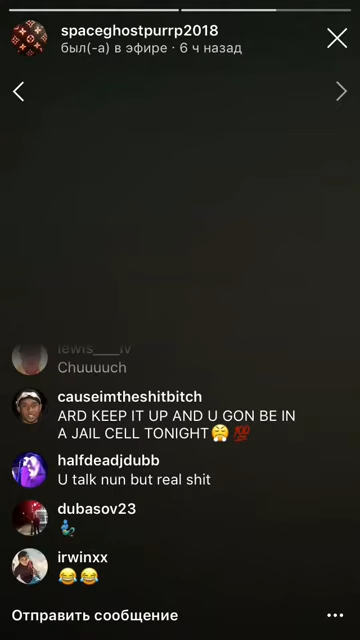 spaceghostpurrp2018
был(-а) в эфире · 6 ч назад
lewis____iv
Chuuuuch
causeimtheshitbitch
ARD KEEP IT UP AND U GON BE IN
A JAIL CELL TONIGHT😤💯
halfdeadjdubb
U talk nun but real shit
dubasov23
🧞‍♂️
irwinxx
😂😂
Отправить сообщение